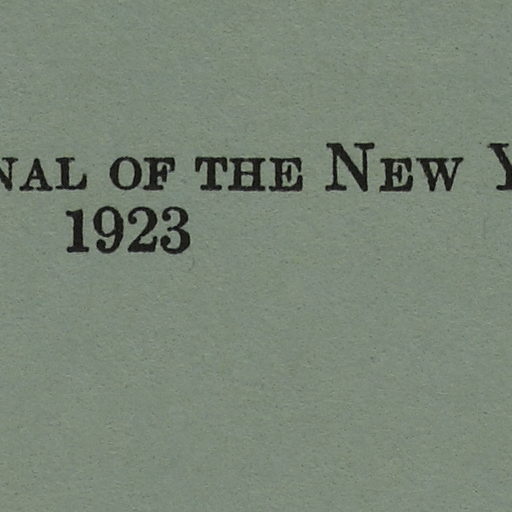 NAL OF THE NEW Y
1923